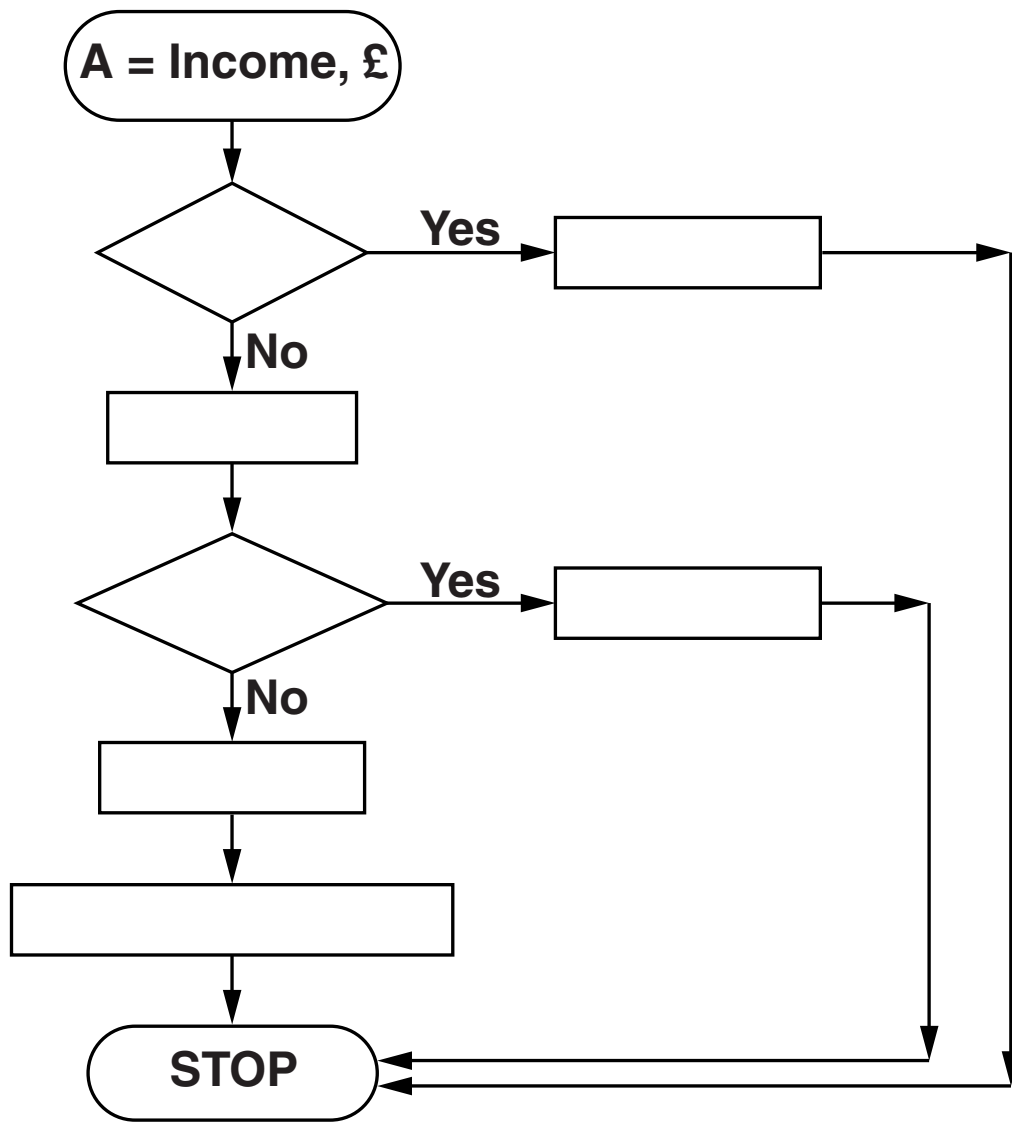 A = Income, £
Yes
No
Yes
No
STOP